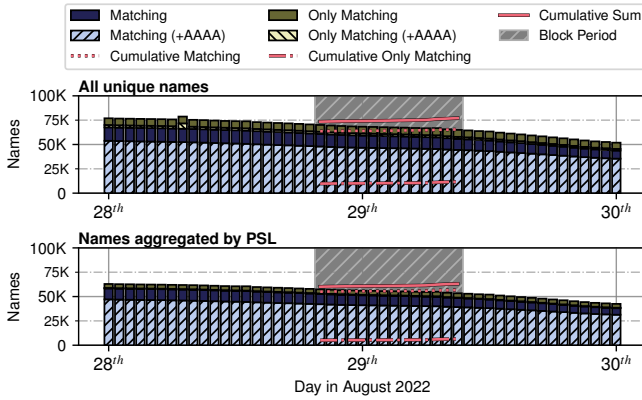 Matching Only Matching Cumulative Sum
Matching (+AAAA) Only Matching (+AAAA) Block Period
Cumulative Matching Cumulative Only Matching
All unique names
100K
75K
50K
25K
0
Names
28th 29th 30th
Names aggregated by PSL
100K
75K
50K
25K
0
Names
28th 29th 30th
Day in August 2022